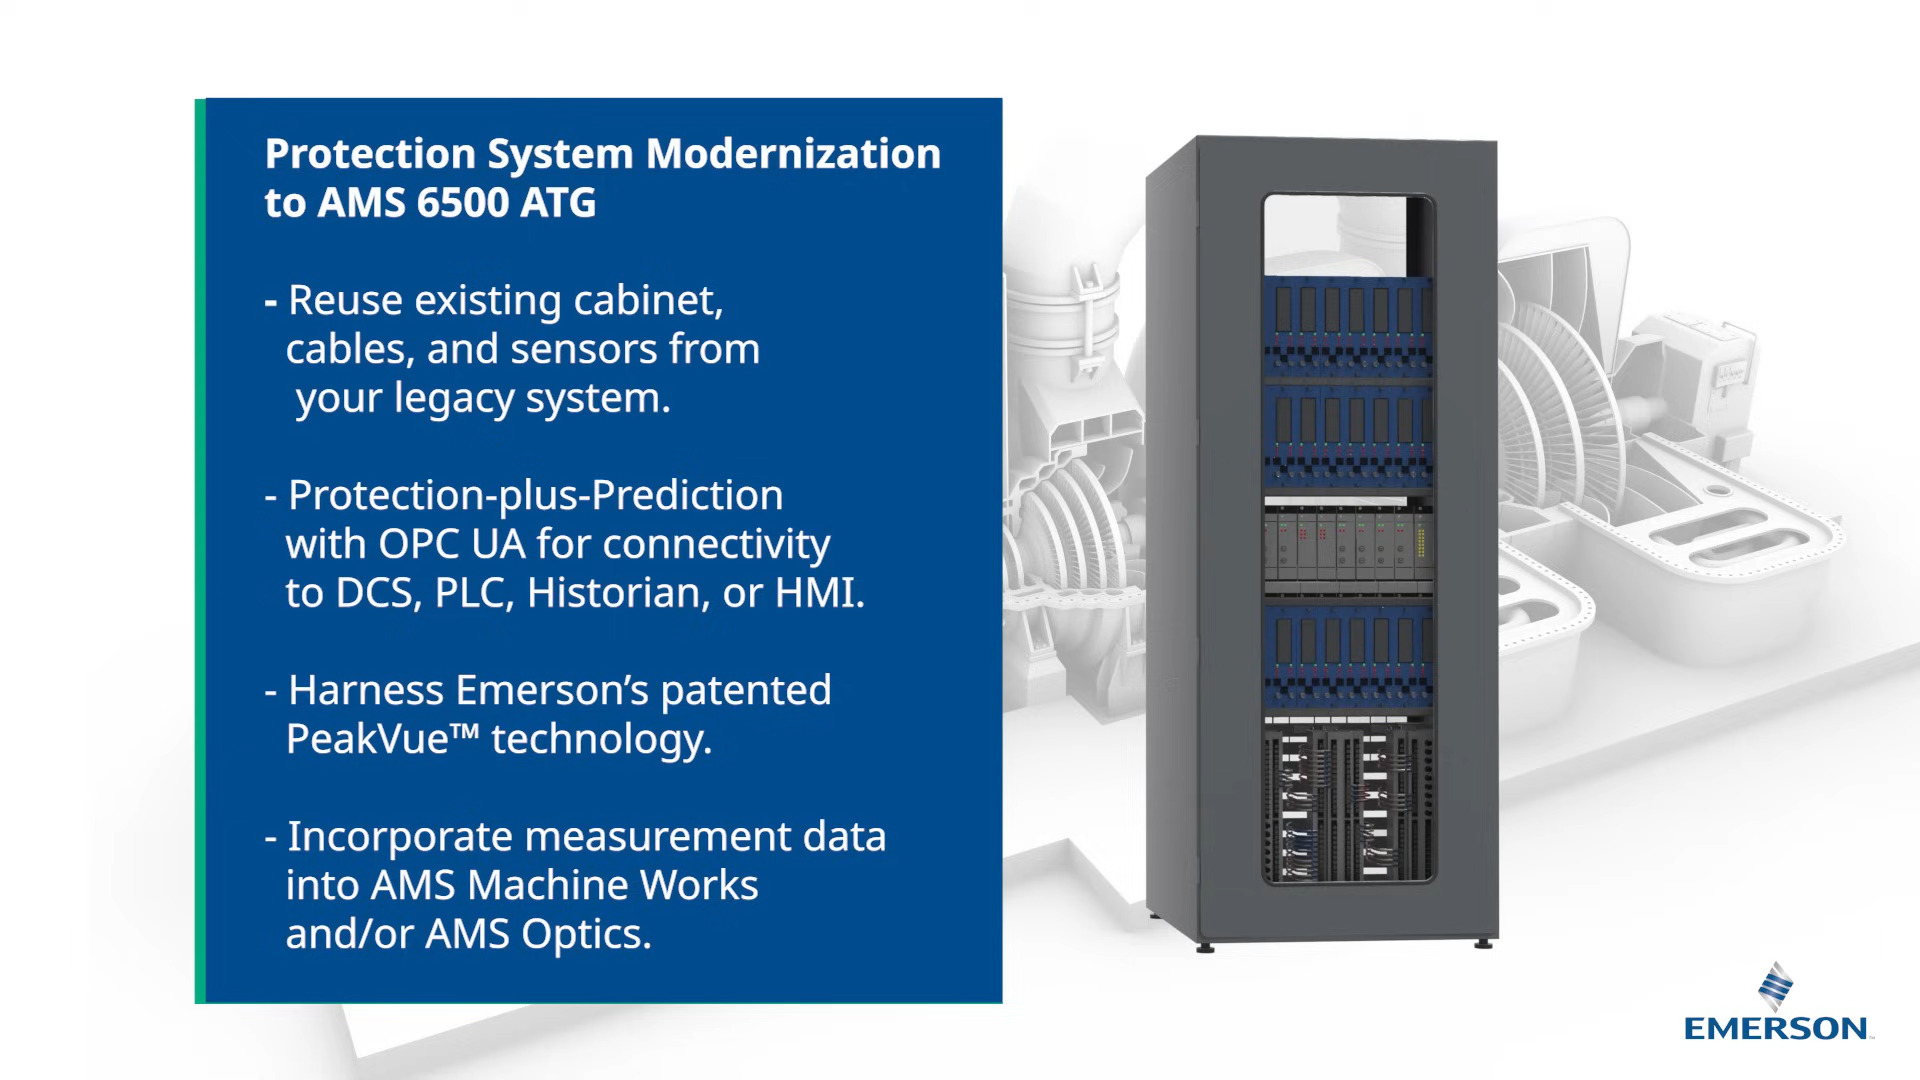 Protection System Modernization
to AMS 6500 ATG
- Reuse existing cabinet,
cables, and sensors from
your legacy system.
- Protection-plus-Prediction
with OPC UA for connectivity
to DCS, PLC, Historian, or HMI.
- Harness Emerson’s patented
PeakVue™ technology.
- Incorporate measurement data
into AMS Machine Works
and/or AMS Optics.
EMERSON